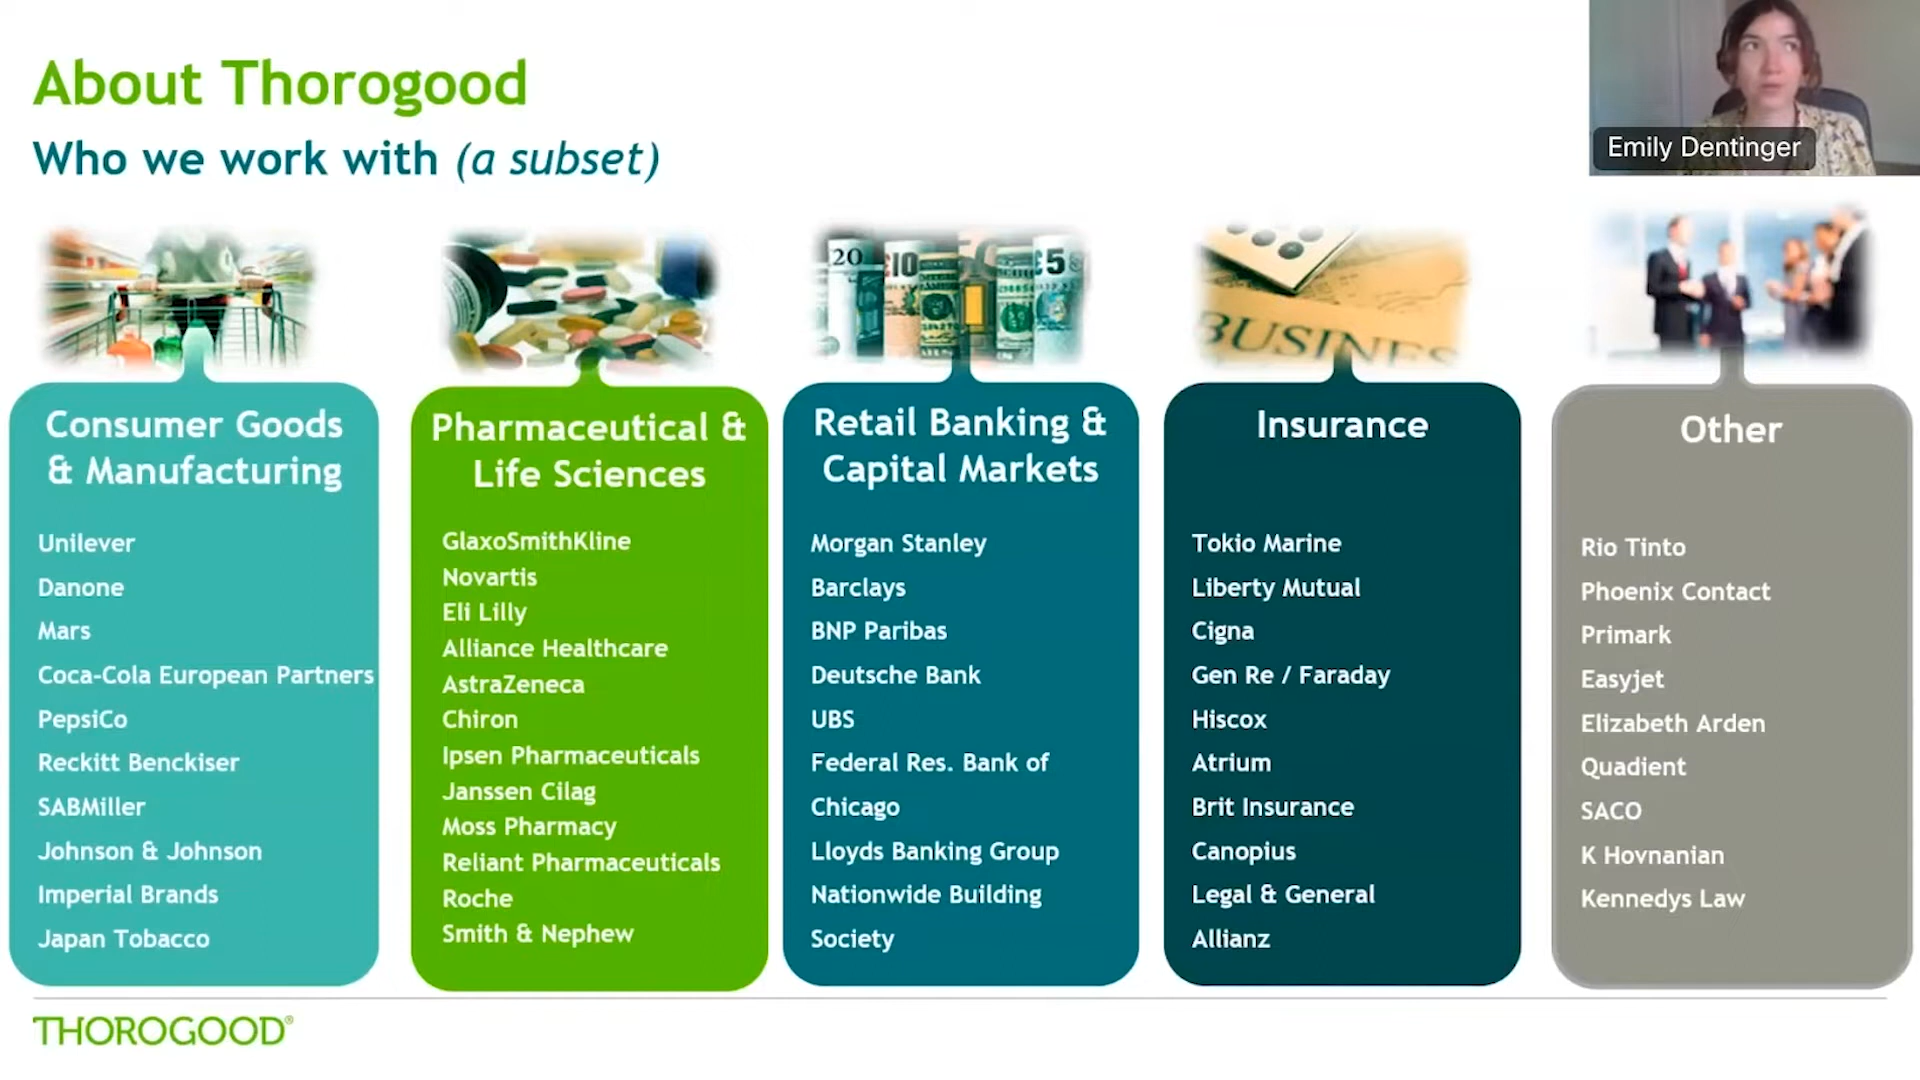 About Thorogood
Who we work with (a subset)
Emily Dentinger
20
£10
£5
BUSINES
Consumer Goods
& Manufacturing
Unilever
Danone
Mars
Coca-Cola European Partners
PepsiCo
Reckitt Benckiser
SABMiller
Johnson & Johnson
Imperial Brands
Japan Tobacco
Pharmaceutical &
Life Sciences
GlaxoSmithKline
Novartis
Eli Lilly
Alliance Healthcare
AstraZeneca
Chiron
Ipsen Pharmaceuticals
Janssen Cilag
Moss Pharmacy
Reliant Pharmaceuticals
Roche
Smith & Nephew
Retail Banking &
Capital Markets
Morgan Stanley
Barclays
BNP Paribas
Deutsche Bank
UBS
Federal Res. Bank of
Chicago
Lloyds Banking Group
Nationwide Building
Society
Insurance
Tokio Marine
Liberty Mutual
Cigna
Gen Re / Faraday
Hiscox
Atrium
Brit Insurance
Canopius
Legal & General
Allianz
Other
Rio Tinto
Phoenix Contact
Primark
Easyjet
Elizabeth Arden
Quadient
SACO
K Hovnanian
Kennedys Law
THOROGOOD®